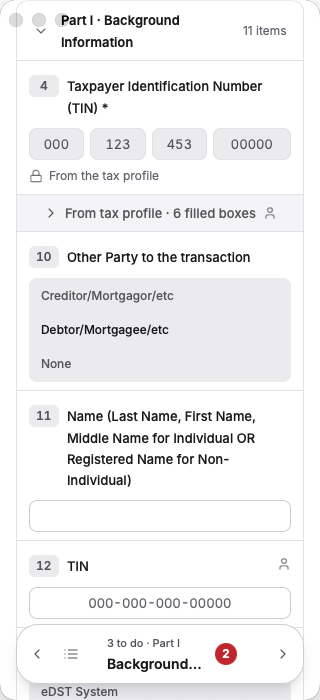 Part I · Background
Information
11 items
4
Taxpayer Identification Number
(TIN) *
000
123
453
00000
From the tax profile
From tax profile · 6 filled boxes
10
Other Party to the transaction
Creditor/Mortgagor/etc
Debtor/Mortgagee/etc
None
11
Name (Last Name, First Name,
Middle Name for Individual OR
Registered Name for Non-
Individual)
12
TIN
000-000-000-00000
3 to do · Part I
Background...
2
eDST System